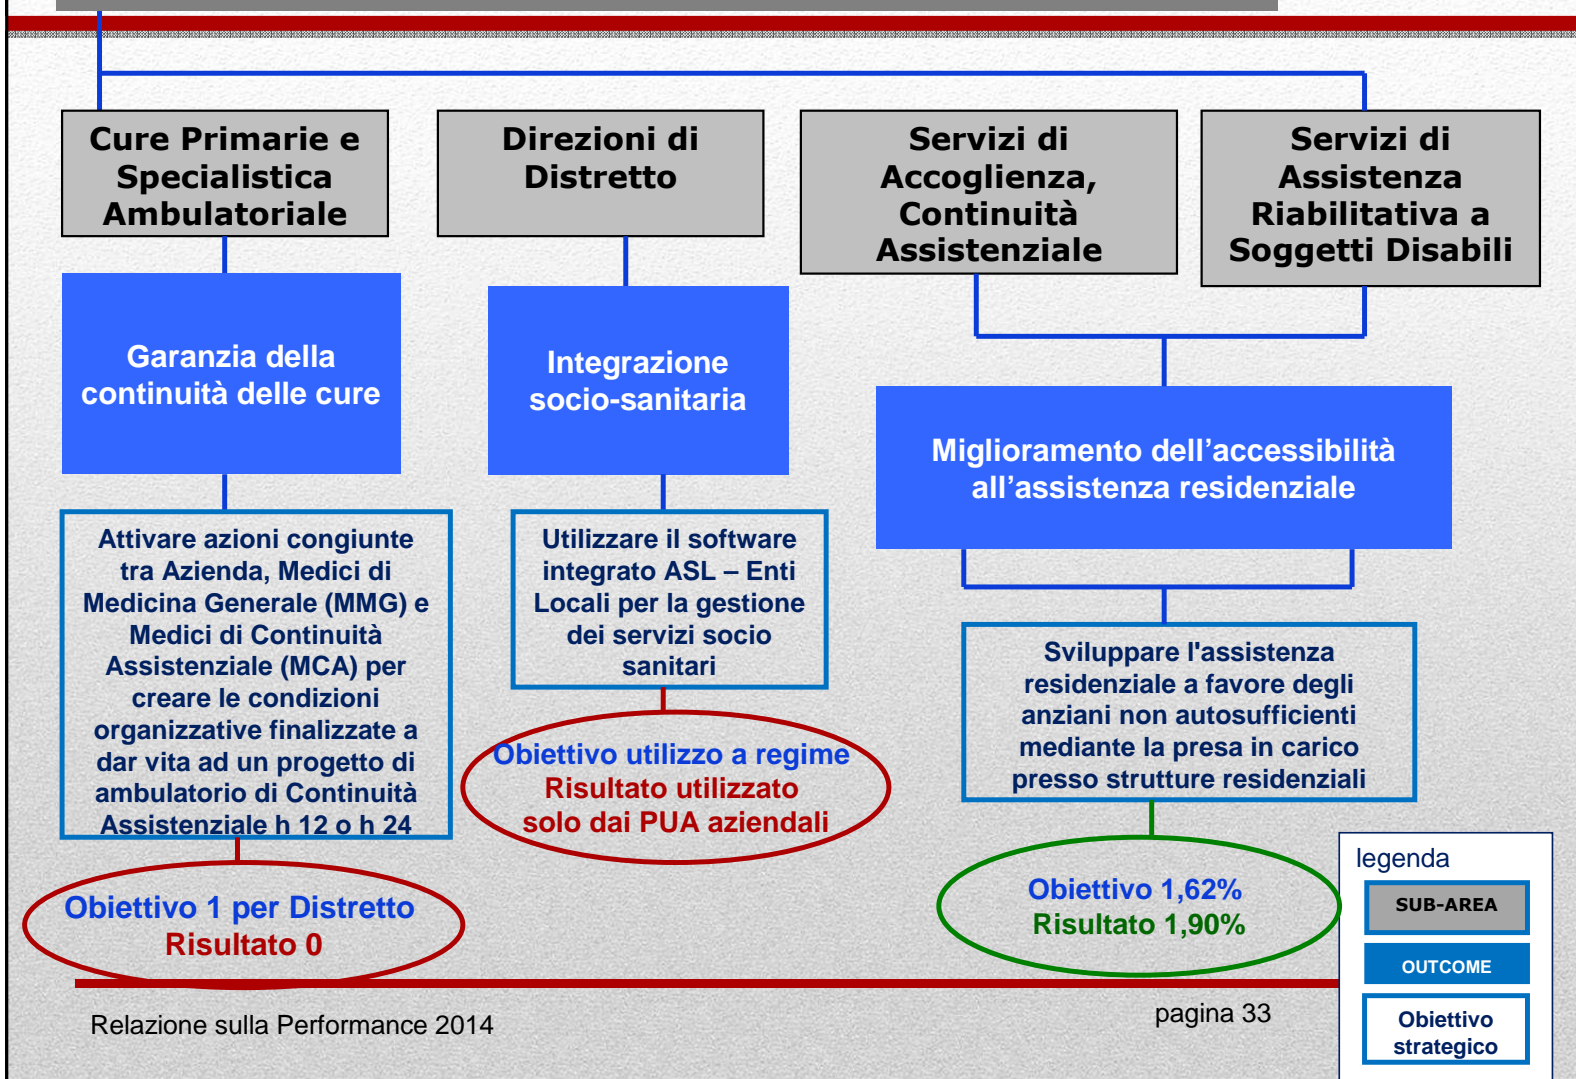 Cure Primarie e
Specialistica
Ambulatoriale
Direzioni di
Distretto
Servizi di
Accoglienza,
Continuità
Assistenziale
Servizi di
Assistenza
Riabilitativa a
Soggetti Disabili
Garanzia della
continuità delle cure
Integrazione
socio-sanitaria
Miglioramento dell’accessibilità
all’assistenza residenziale
Attivare azioni congiunte
tra Azienda, Medici di
Medicina Generale (MMG) e
Medici di Continuità
Assistenziale (MCA) per
creare le condizioni
organizzative finalizzate a
dar vita ad un progetto di
ambulatorio di Continuità
Assistenziale h 12 o h 24
Utilizzare il software
integrato ASL – Enti
Locali per la gestione
dei servizi socio
sanitari
Sviluppare l'assistenza
residenziale a favore degli
anziani non autosufficienti
mediante la presa in carico
presso strutture residenziali
Obiettivo 1 per Distretto
Risultato 0
Obiettivo utilizzo a regime
Risultato utilizzato
solo dai PUA aziendali
Obiettivo 1,62%
Risultato 1,90%
legenda
SUB-AREA
OUTCOME
Obiettivo
strategico
Relazione sulla Performance 2014
pagina 33